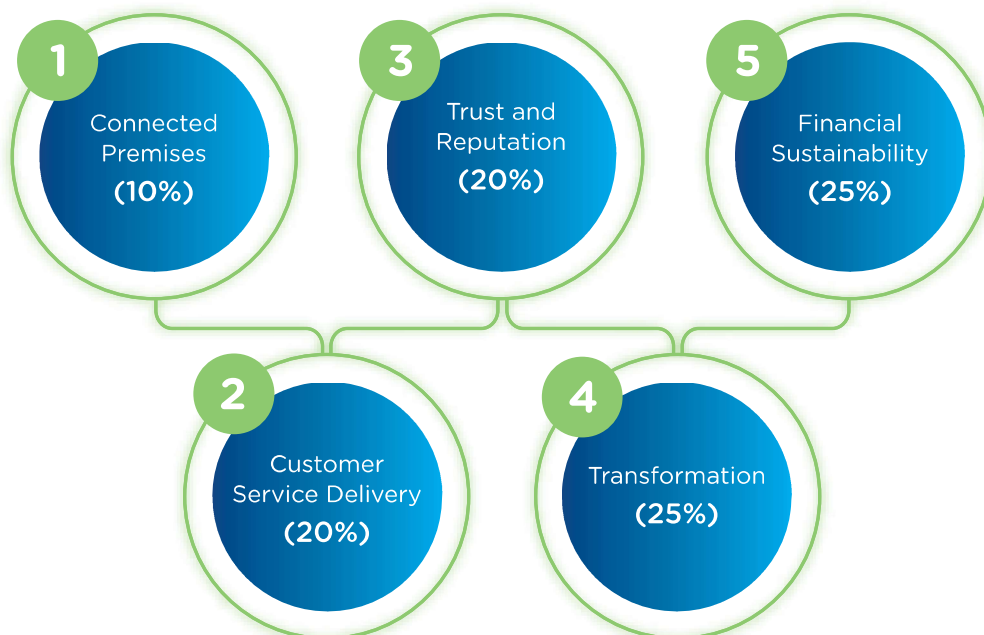 1
Connected
Premises
(10%)
2
Customer
Service Delivery
(20%)
3
Trust and
Reputation
(20%)
4
Transformation
(25%)
5
Financial
Sustainability
(25%)